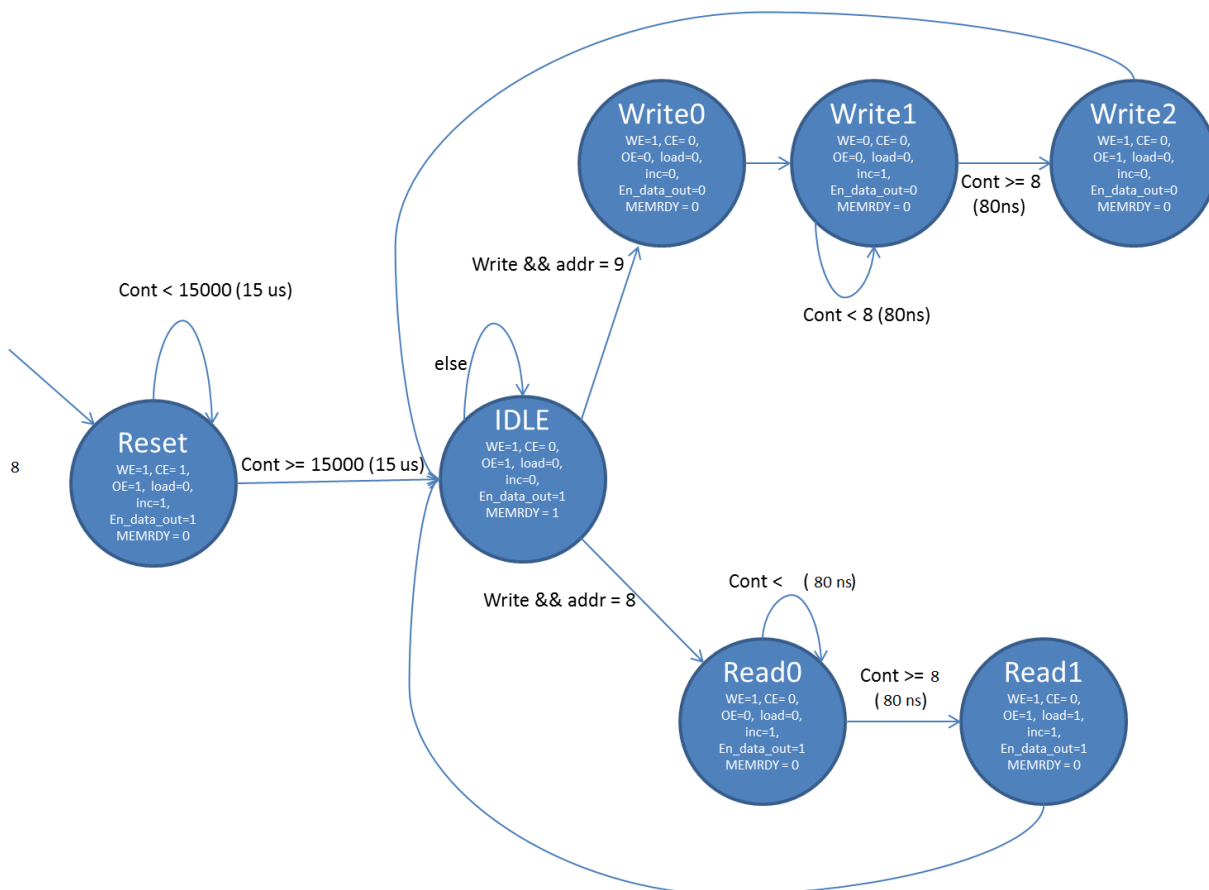 Write0
WE=1, CE= 0,
OE=0,  load=0,
inc=0,
En_data_out=0
MEMRDY = 0
Write1
WE=0, CE= 0,
OE=0,  load=0,
inc=1,
En_data_out=0
MEMRDY = 0
Cont >= 8
(80ns)
Write2
WE=1, CE= 0,
OE=1,  load=0,
inc=0,
En_data_out=0
MEMRDY = 0
Cont < 8 (80ns)
Write && addr = 9
Cont < 15000 (15 us)
else
8
Reset
WE=1, CE= 1,
OE=1,  load=0,
inc=1,
En_data_out=1
MEMRDY = 0
Cont >= 15000 (15 us)
IDLE
WE=1, CE= 0,
OE=1,  load=0,
inc=0,
En_data_out=1
MEMRDY = 1
Write && addr = 8
Cont <    ( 80 ns)
Read0
WE=1, CE= 0,
OE=0,  load=0,
inc=1,
En_data_out=1
MEMRDY = 0
Cont >= 8
( 80 ns)
Read1
WE=1, CE= 0,
OE=1,  load=1,
inc=1,
En_data_out=1
MEMRDY = 0